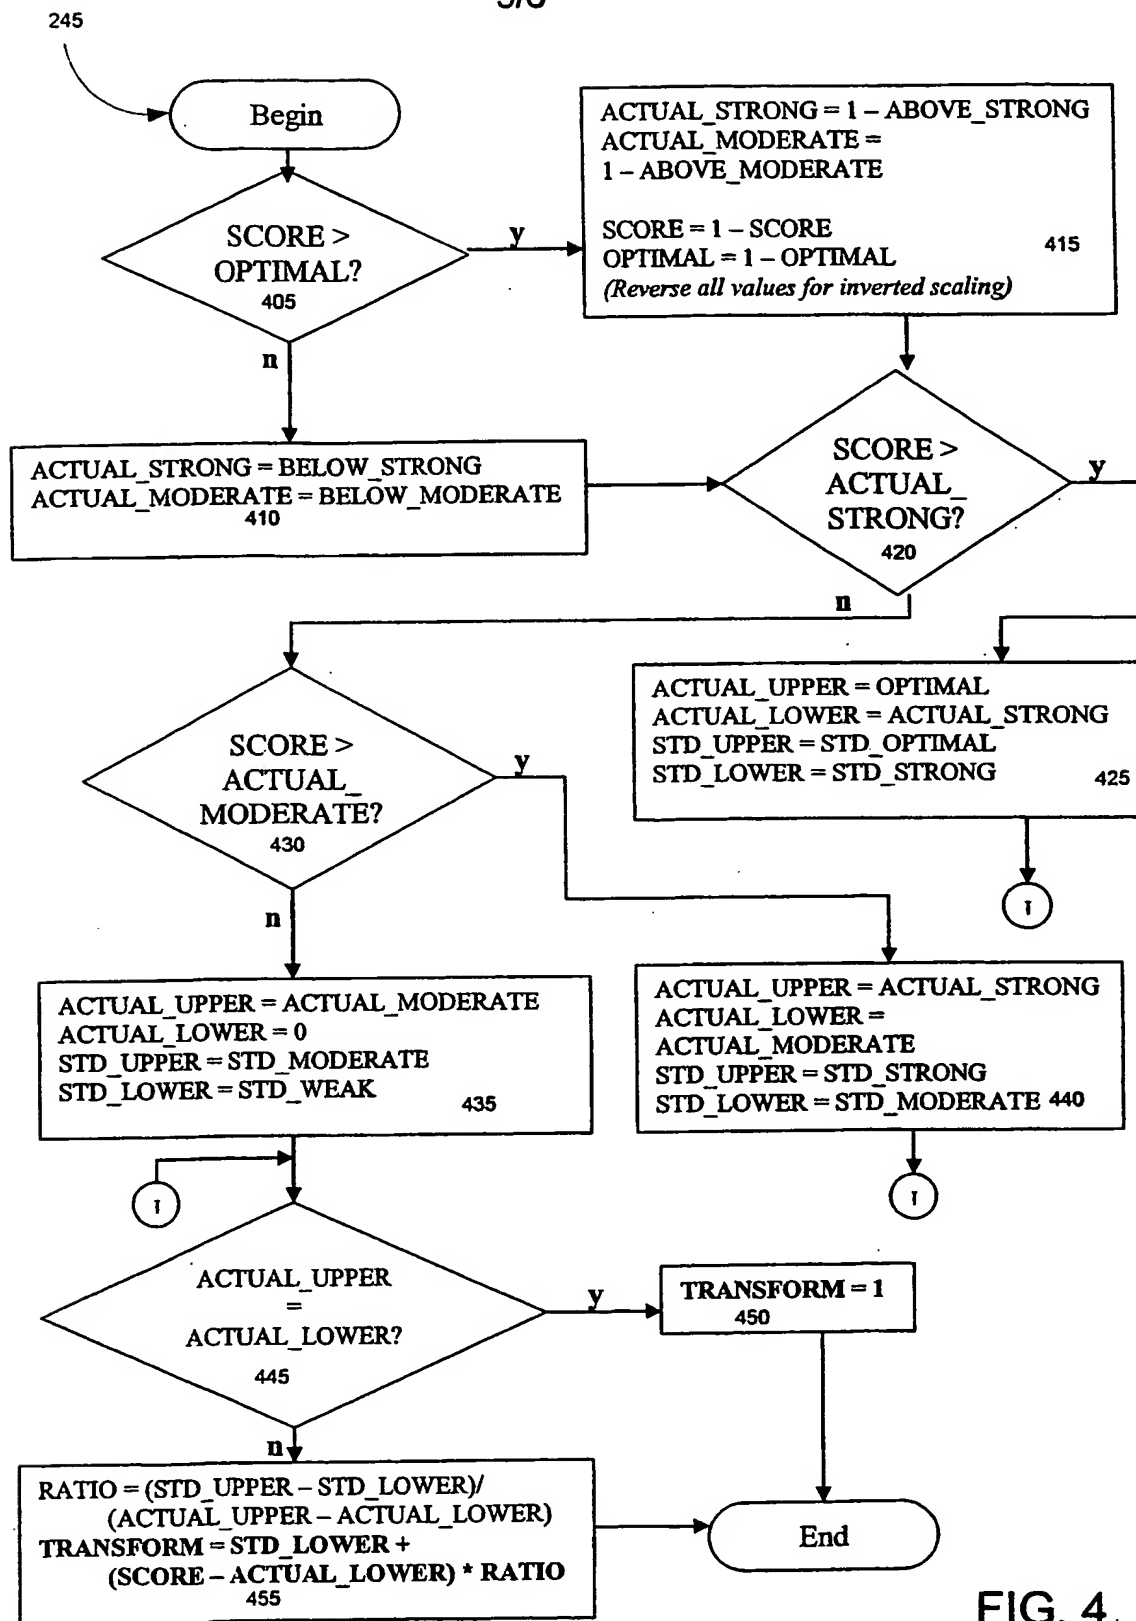 245
Begin
ACTUAL_STRONG = 1 – ABOVE_STRONG
ACTUAL_MODERATE =
1 – ABOVE_MODERATE
SCORE = 1 – SCORE
OPTIMAL = 1 – OPTIMAL
(Reverse all values for inverted scaling)
415
SCORE >
OPTIMAL?
405
y
n
ACTUAL_STRONG = BELOW_STRONG
ACTUAL_MODERATE = BELOW_MODERATE
410
SCORE >
ACTUAL_
STRONG?
420
y
n
ACTUAL_UPPER = OPTIMAL
ACTUAL_LOWER = ACTUAL_STRONG
STD_UPPER = STD_OPTIMAL
STD_LOWER = STD_STRONG
425
SCORE >
ACTUAL_
MODERATE?
430
y
n
ACTUAL_UPPER = ACTUAL_MODERATE
ACTUAL_LOWER = 0
STD_UPPER = STD_MODERATE
STD_LOWER = STD_WEAK
435
ACTUAL_UPPER = ACTUAL_STRONG
ACTUAL_LOWER =
ACTUAL_MODERATE
STD_UPPER = STD_STRONG
STD_LOWER = STD_MODERATE 440
ACTUAL_UPPER
=
ACTUAL_LOWER?
445
y
n
TRANSFORM = 1
450
RATIO = (STD_UPPER – STD_LOWER)/
(ACTUAL_UPPER – ACTUAL_LOWER)
TRANSFORM = STD_LOWER +
(SCORE – ACTUAL_LOWER) * RATIO
455
End
FIG. 4.